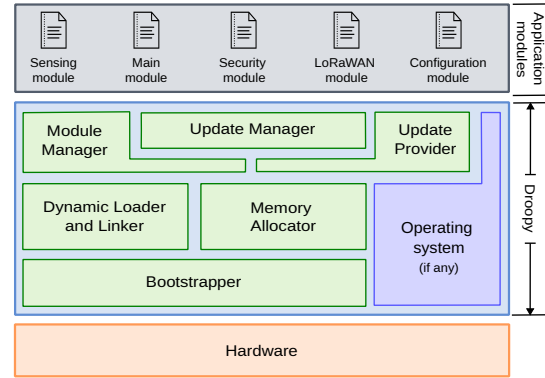 Sensing
module
Main
module
Security
module
LoRaWAN
module
Configuration
module
Application
modules
Module
Manager
Update Manager
Update
Provider
Dynamic Loader
and Linker
Memory
Allocator
Operating
system
(if any)
Bootstrapper
Droopy
Hardware